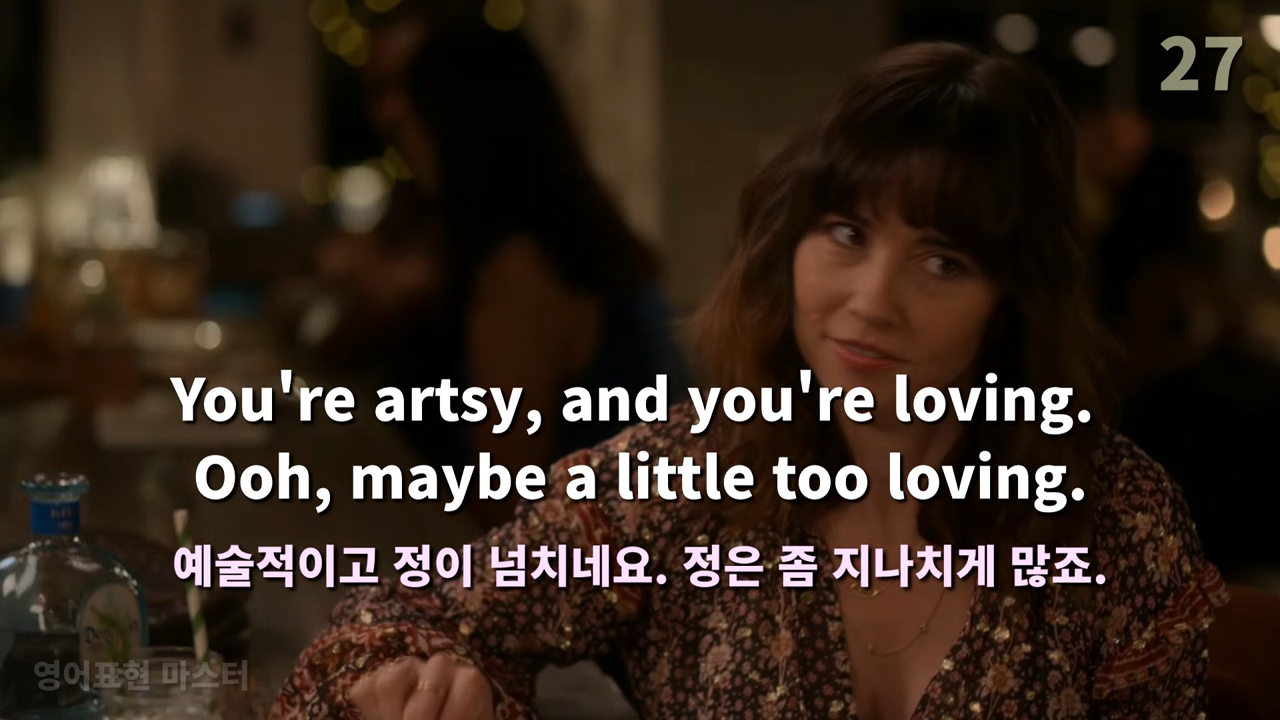 27
You're artsy, and you're loving.
Ooh, maybe a little too loving.
예술적이고 정이 넘치네요. 정은 좀 지나치게 많죠.
영어표현 마스터